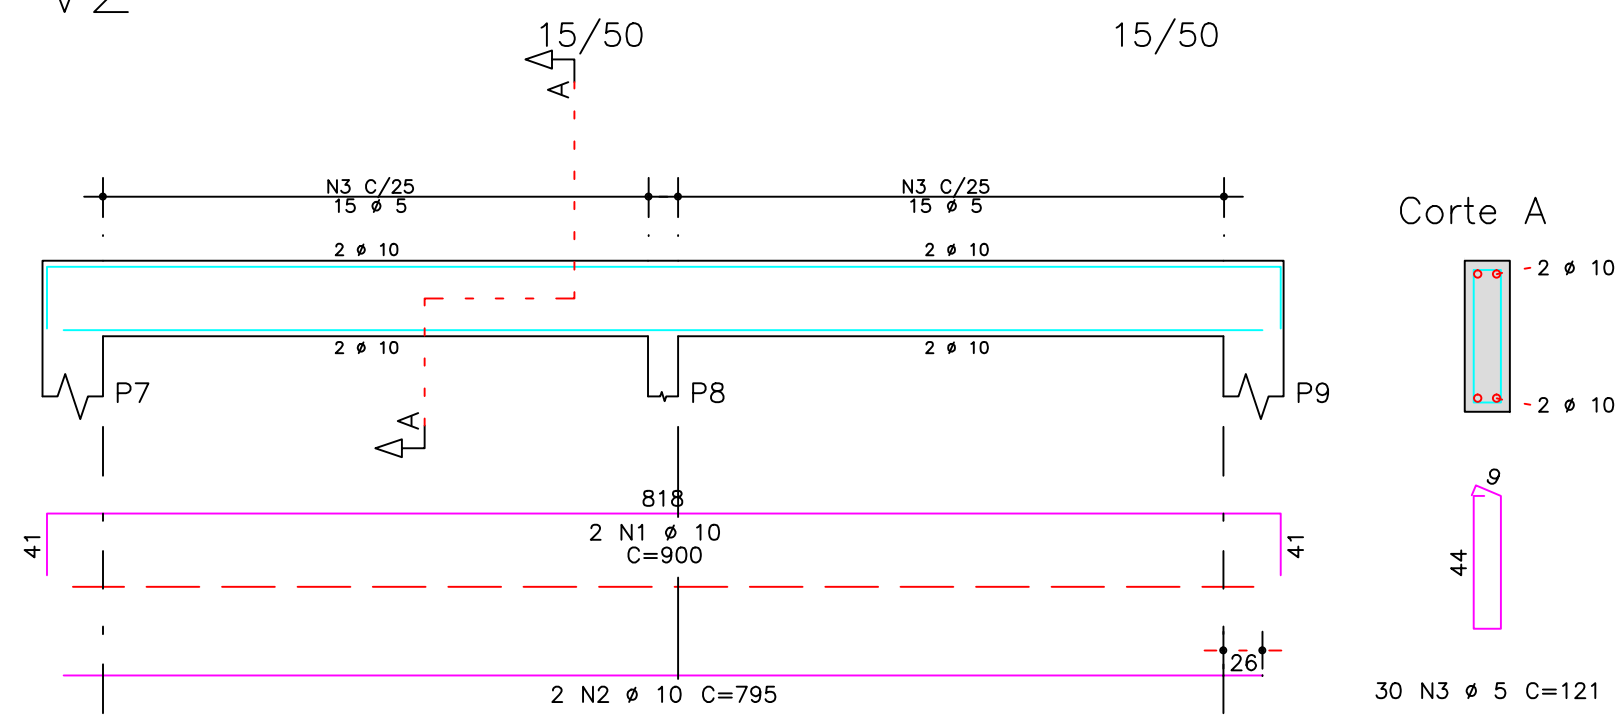 V2
15/50 15/50
A
N3 C/25 N3 C/25
15 ø 5 15 ø 5
Corte A
2 ø 10 2 ø 10
2 ø 10
2 ø 10 2 ø 10
P7 P8 P9
2 ø 10
A
9
818
2 N1 ø 10
C=900
41 41
44
26
2 N2 ø 10 C=795
30 N3 ø 5 C=121